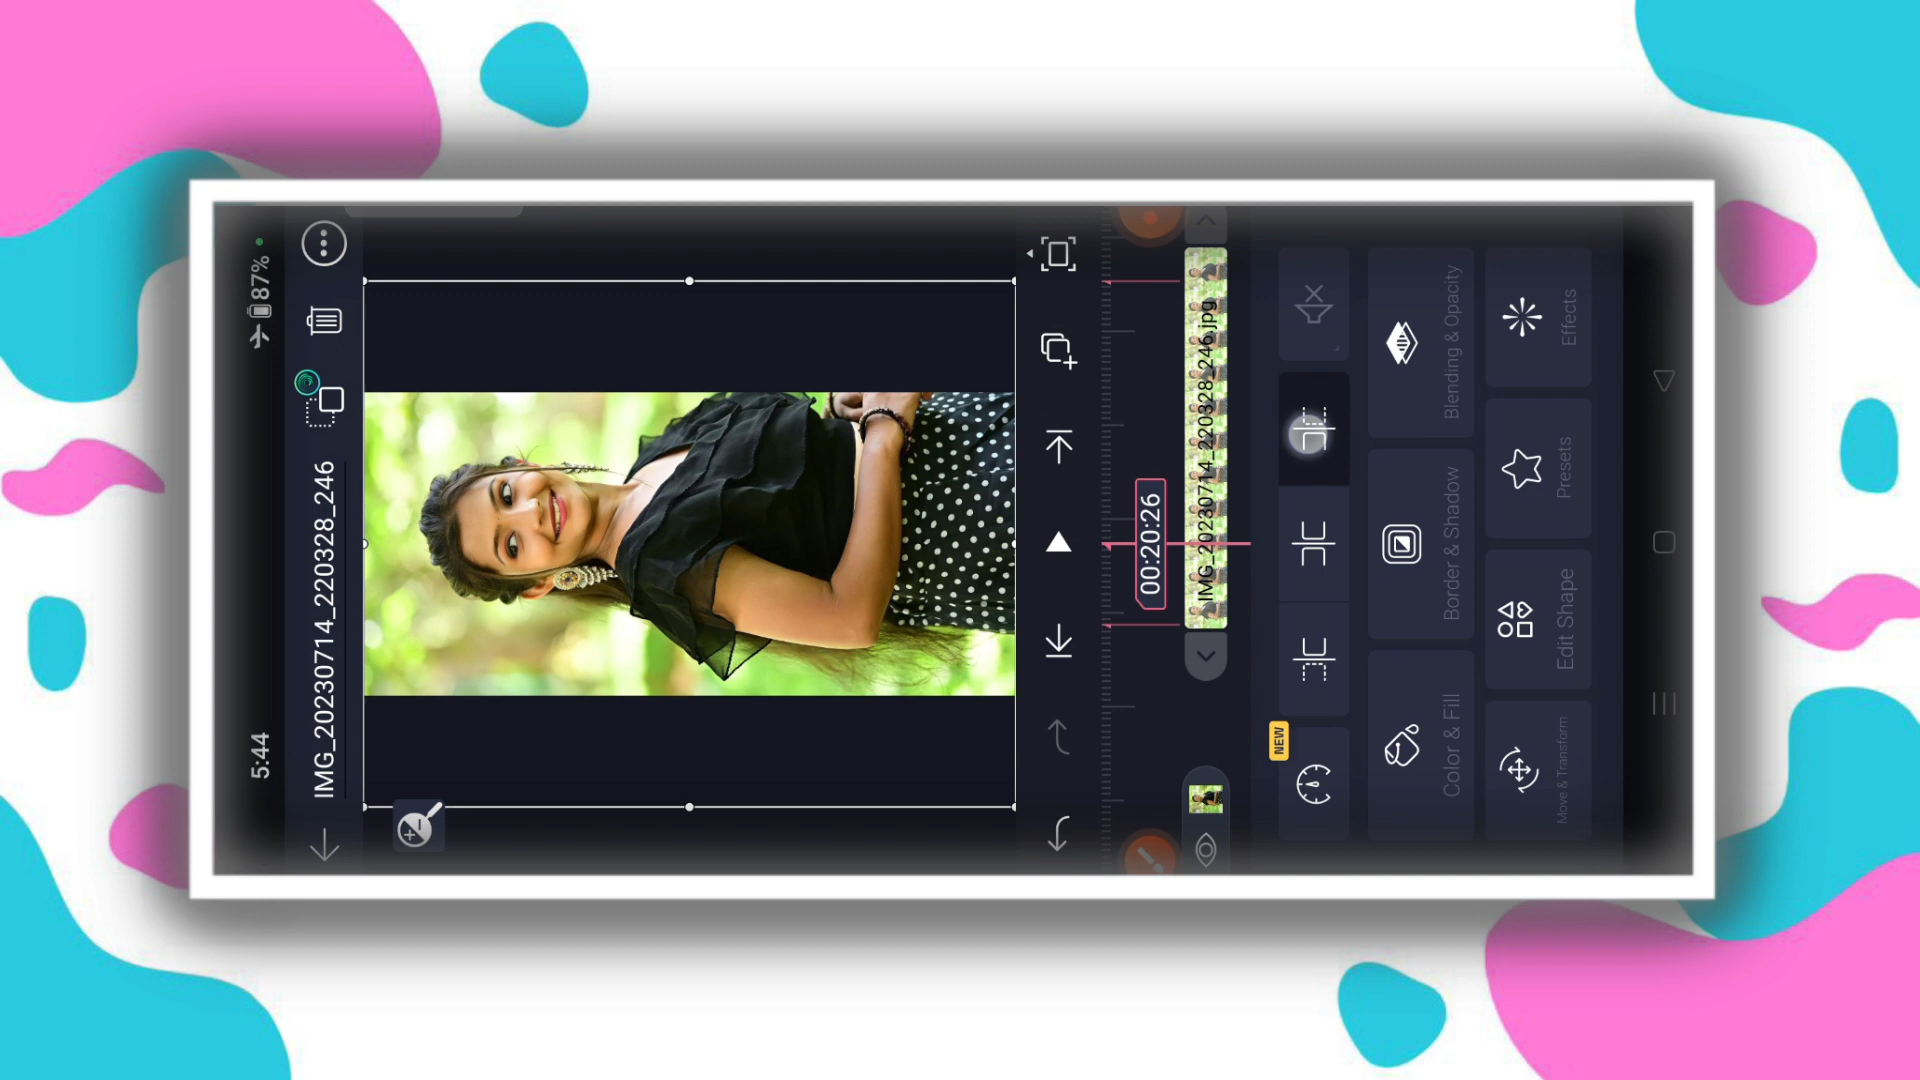 5:44
87%
IMG_20230714_220328_246
00:20:26
IMG_20230714_220328_246.jpg
NEW
Color & Fill
Border & Shadow
Blending & Opacity
Move & Transform
Edit Shape
Presets
Effects